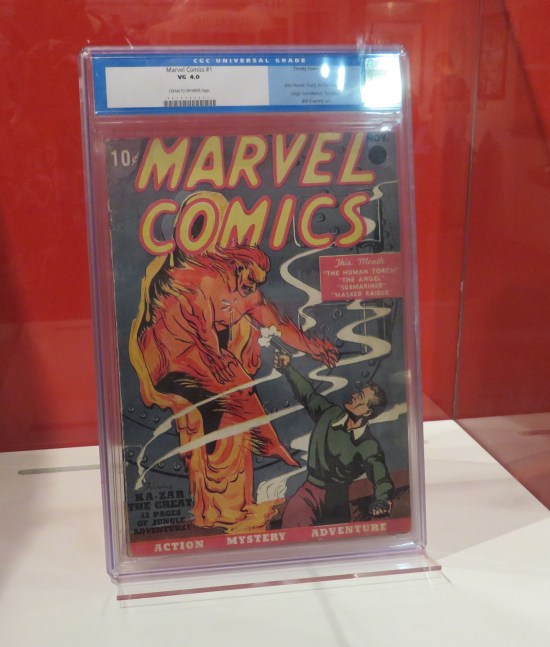 CGC UNIVERSAL GRADE
Marvel Comics #1
VG 4.0
10¢
NOV.
MARVEL
COMICS
This Month
"THE HUMAN TORCH"
"THE ANGEL"
"SUBMARINER"
"MASKED RAIDER"
KA-ZAR
THE GREAT
12 PAGES
OF JUNGLE
ADVENTURE!
ACTION MYSTERY ADVENTURE